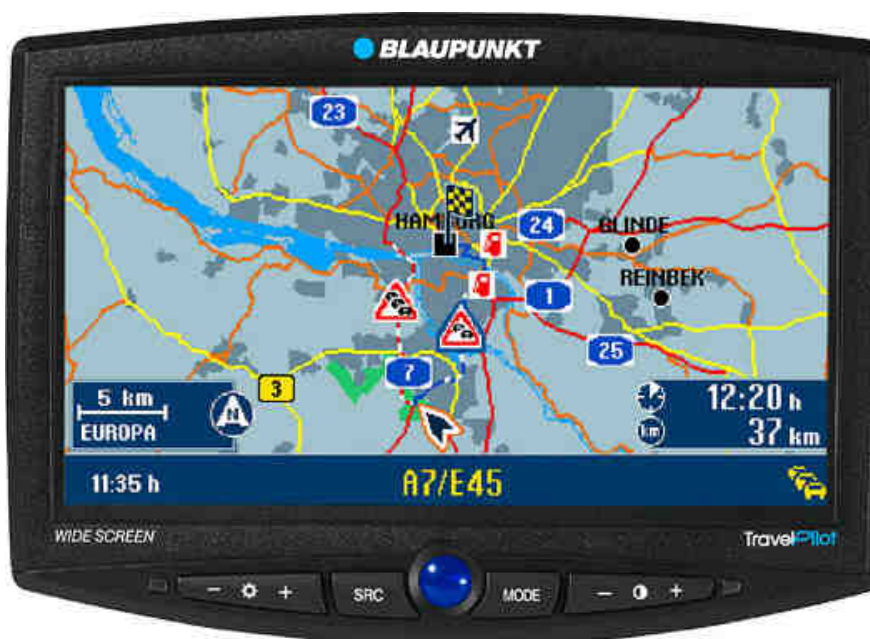 BLAUPUNKT
23
HAMBURG
24
GLINDE
REINBEK
1
25
7
3
5 km
N
EUROPA
12:20 h
km
37 km
11:35 h
A7/E45
WIDE SCREEN
TravelPilot
- +
SRC
MODE
- +